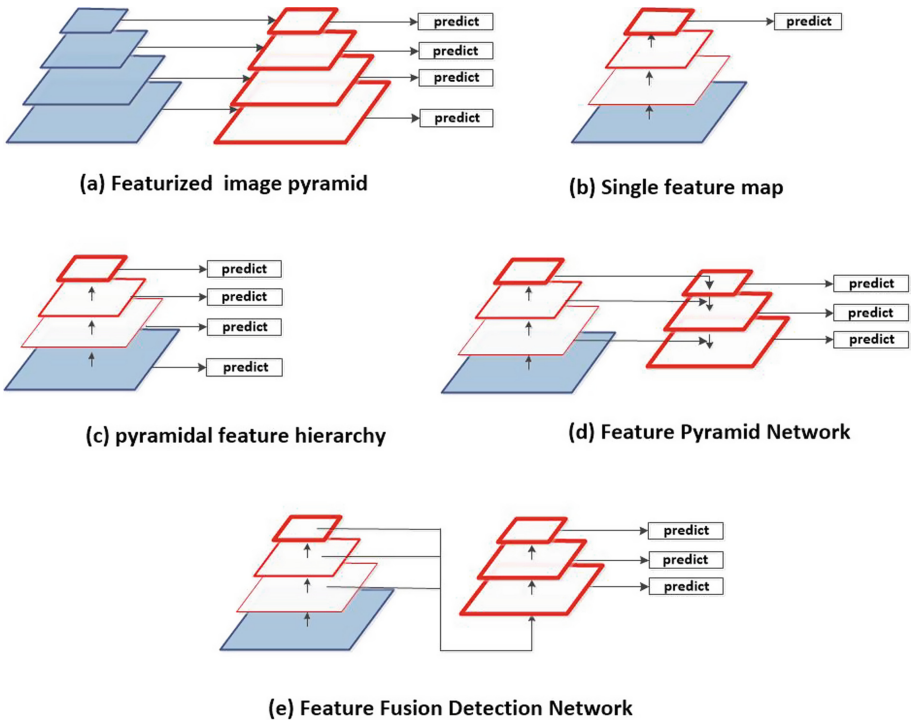 predict
predict
predict
predict
predict
(a) Featurized image pyramid
(b) Single feature map
predict
predict
predict
predict
predict
predict
predict
(c) pyramidal feature hierarchy
(d) Feature Pyramid Network
predict
predict
predict
(e) Feature Fusion Detection Network